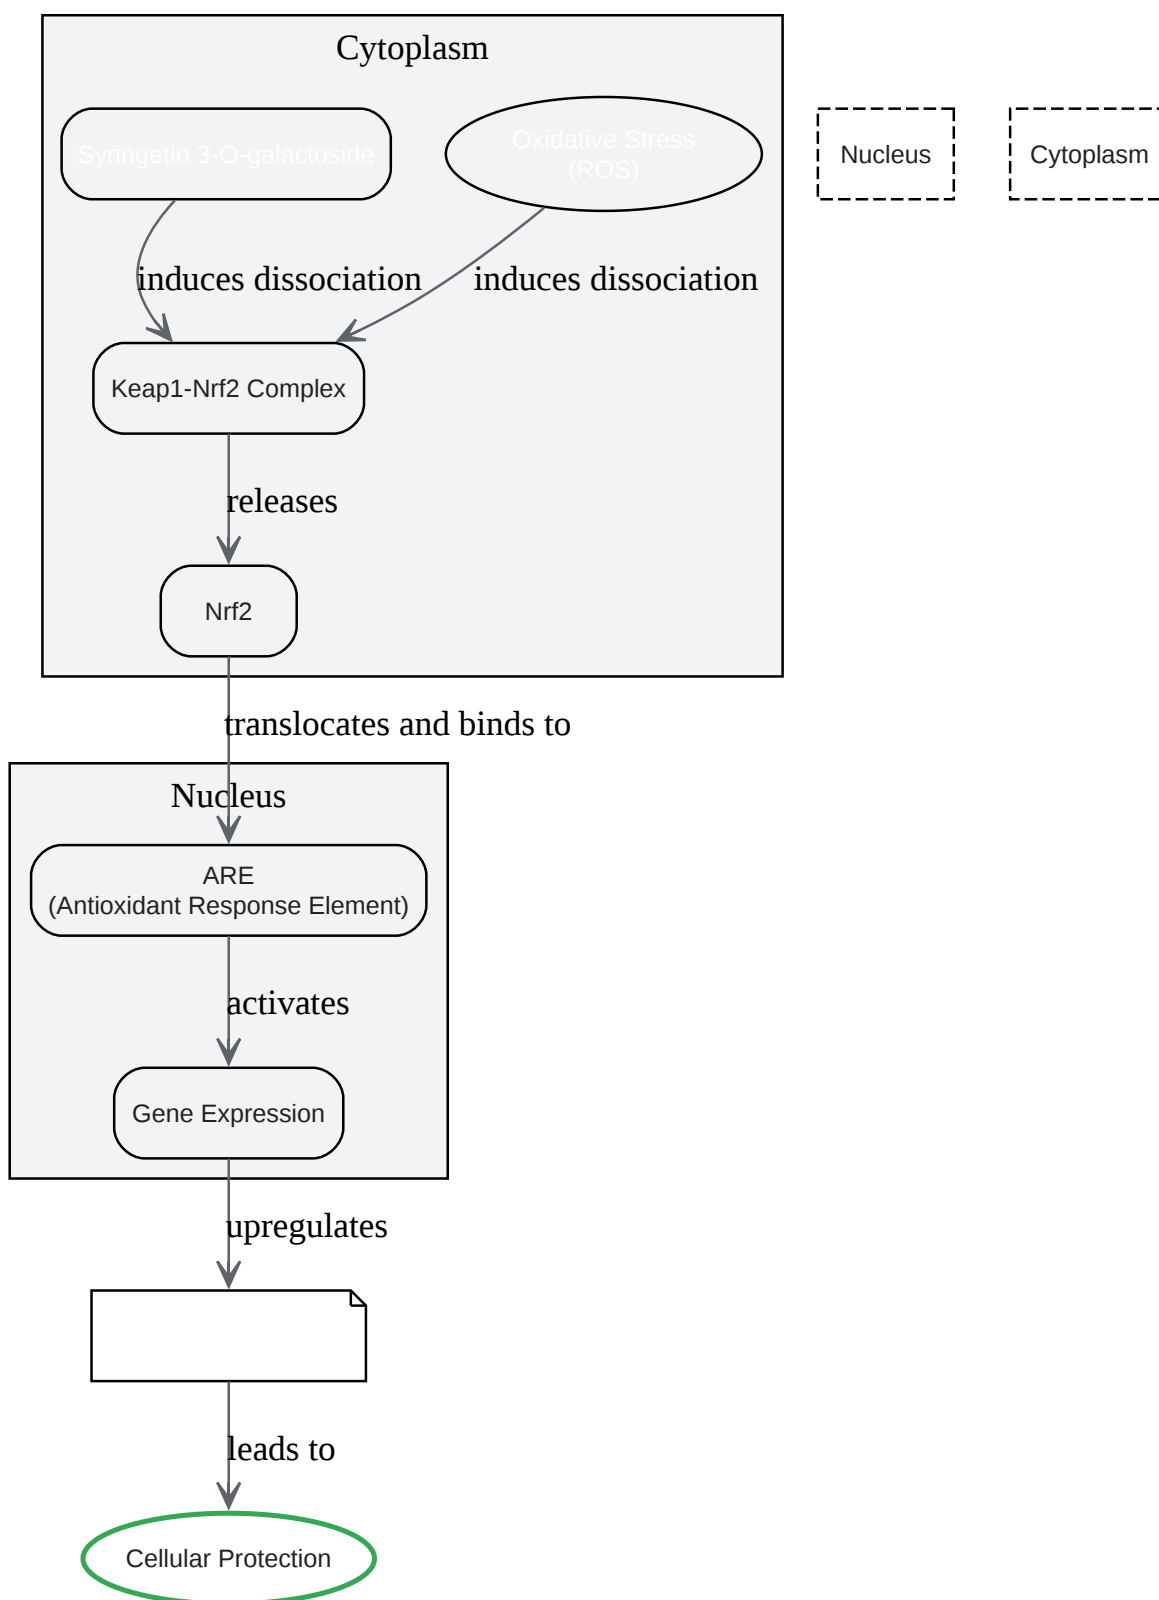 Cytoplasm
Syringetin 3-O-galactoside
Oxidative Stress
(ROS)
Nucleus
Cytoplasm
induces dissociation
induces dissociation
Keap1-Nrf2 Complex
releases
Nrf2
translocates and binds to
Nucleus
ARE
(Antioxidant Response Element)
activates
Gene Expression
upregulates
leads to
Cellular Protection